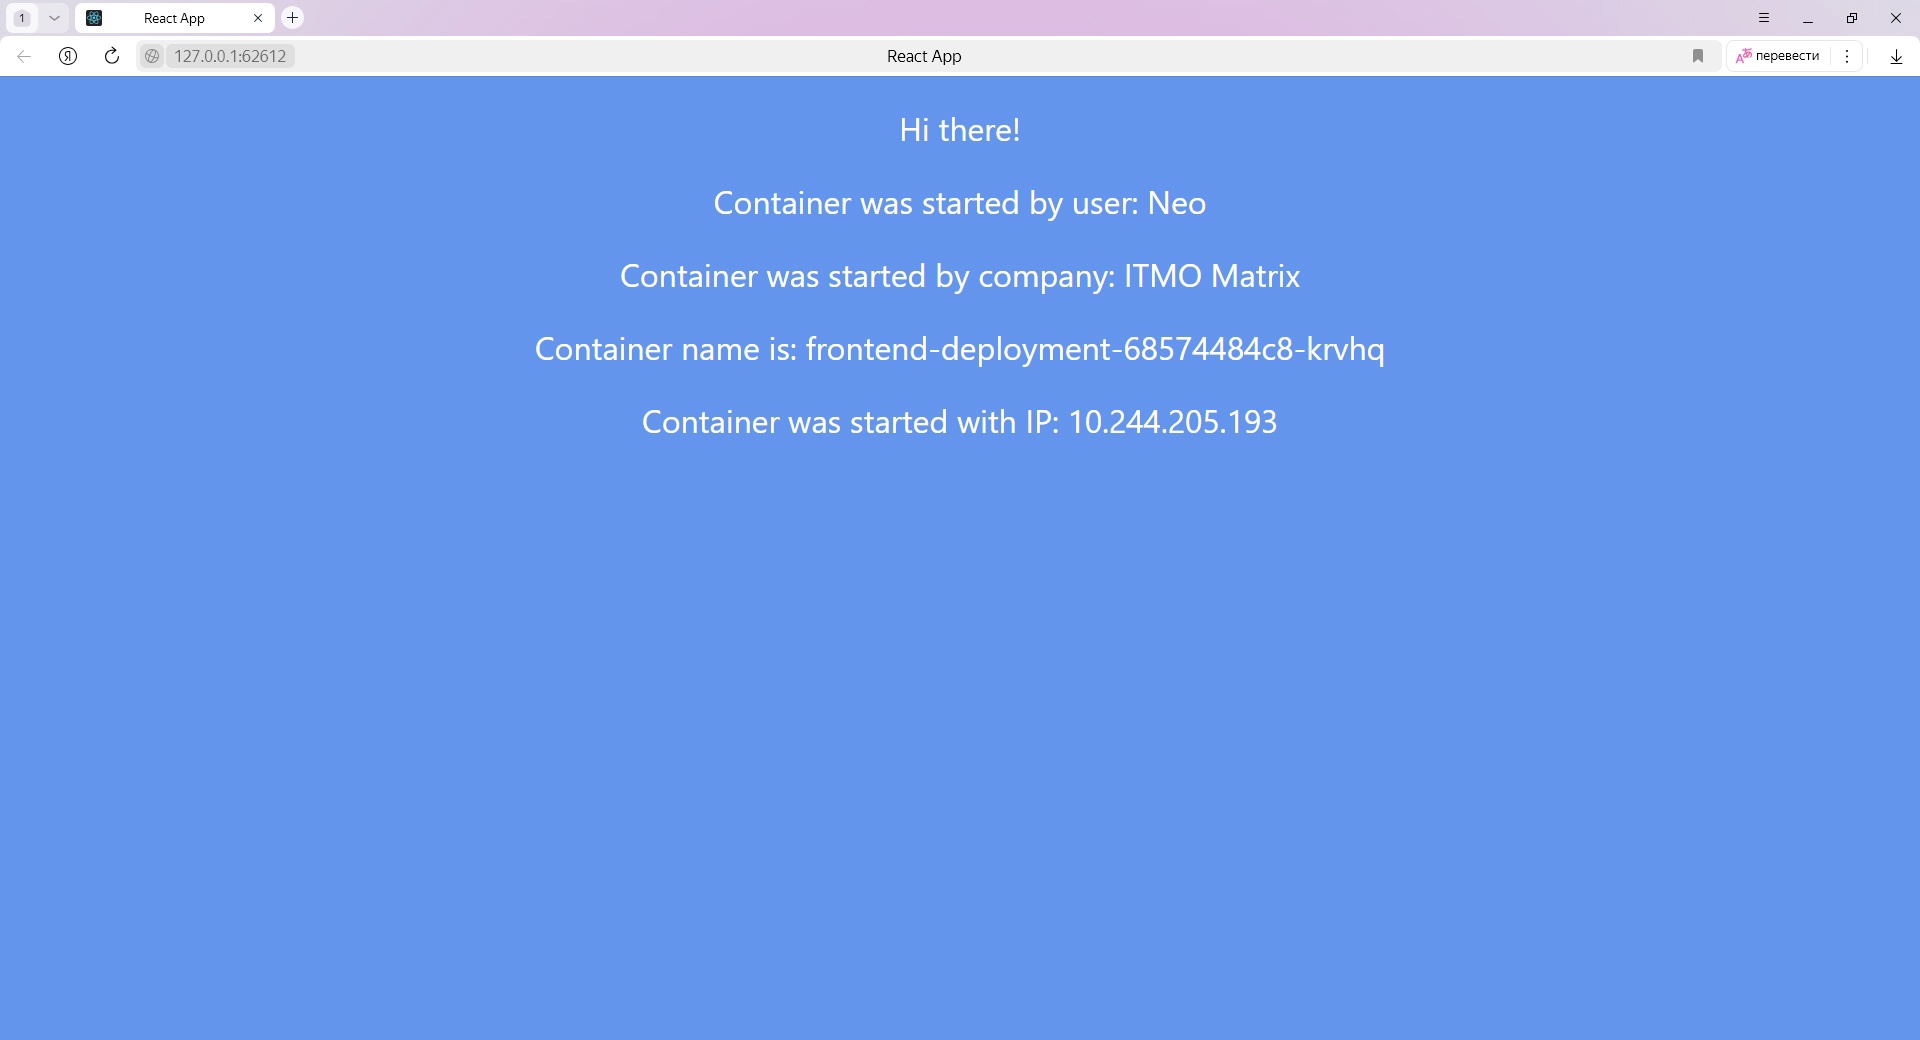 1
React App
127.0.0.1:62612
React App
перевести
Hi there!
Container was started by user: Neo
Container was started by company: ITMO Matrix
Container name is: frontend-deployment-68574484c8-krvhq
Container was started with IP: 10.244.205.193